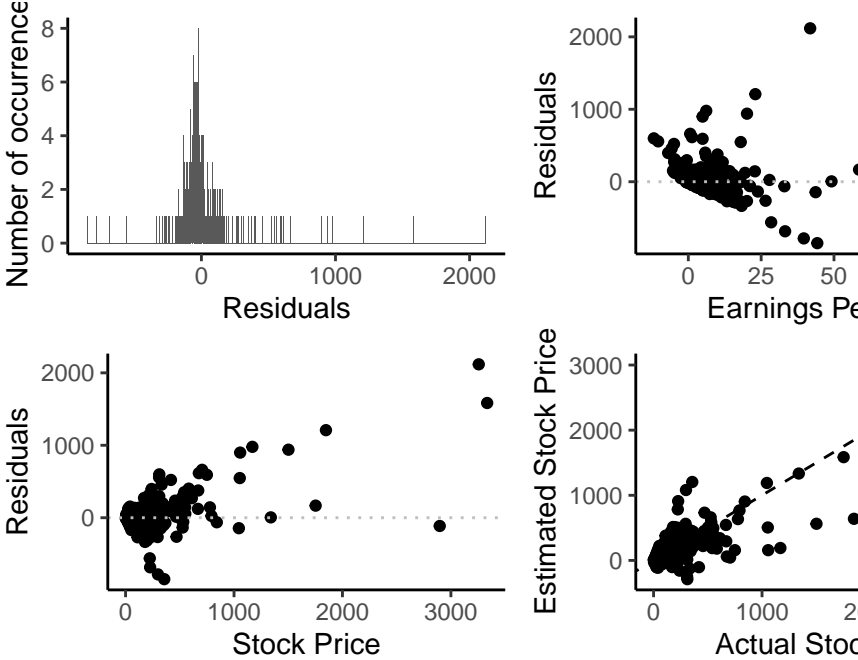 Number of occurrence
8
6
4
2
0
0 1000 2000
Residuals
Residuals
2000
1000
0
0 25 50
Earnings Pe
Residuals
2000
1000
0
0 1000 2000 3000
Stock Price
Estimated Stock Price
3000
2000
1000
0
0 1000 20
Actual Stoc